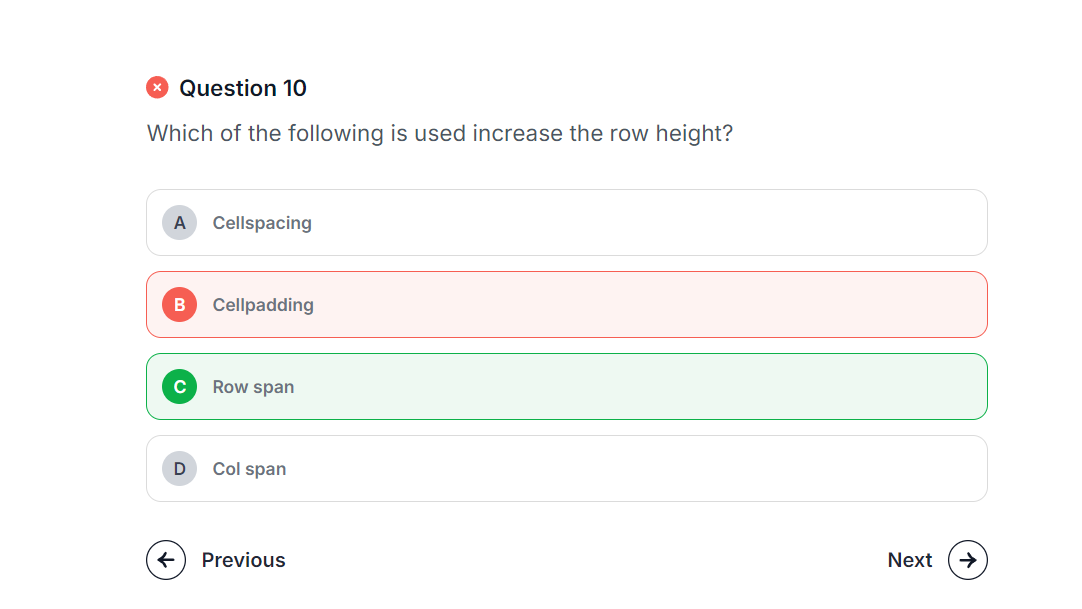 Question 10
Which of the following is used increase the row height?
A Cellspacing
B Cellpadding
C Row span
D Col span
Previous Next